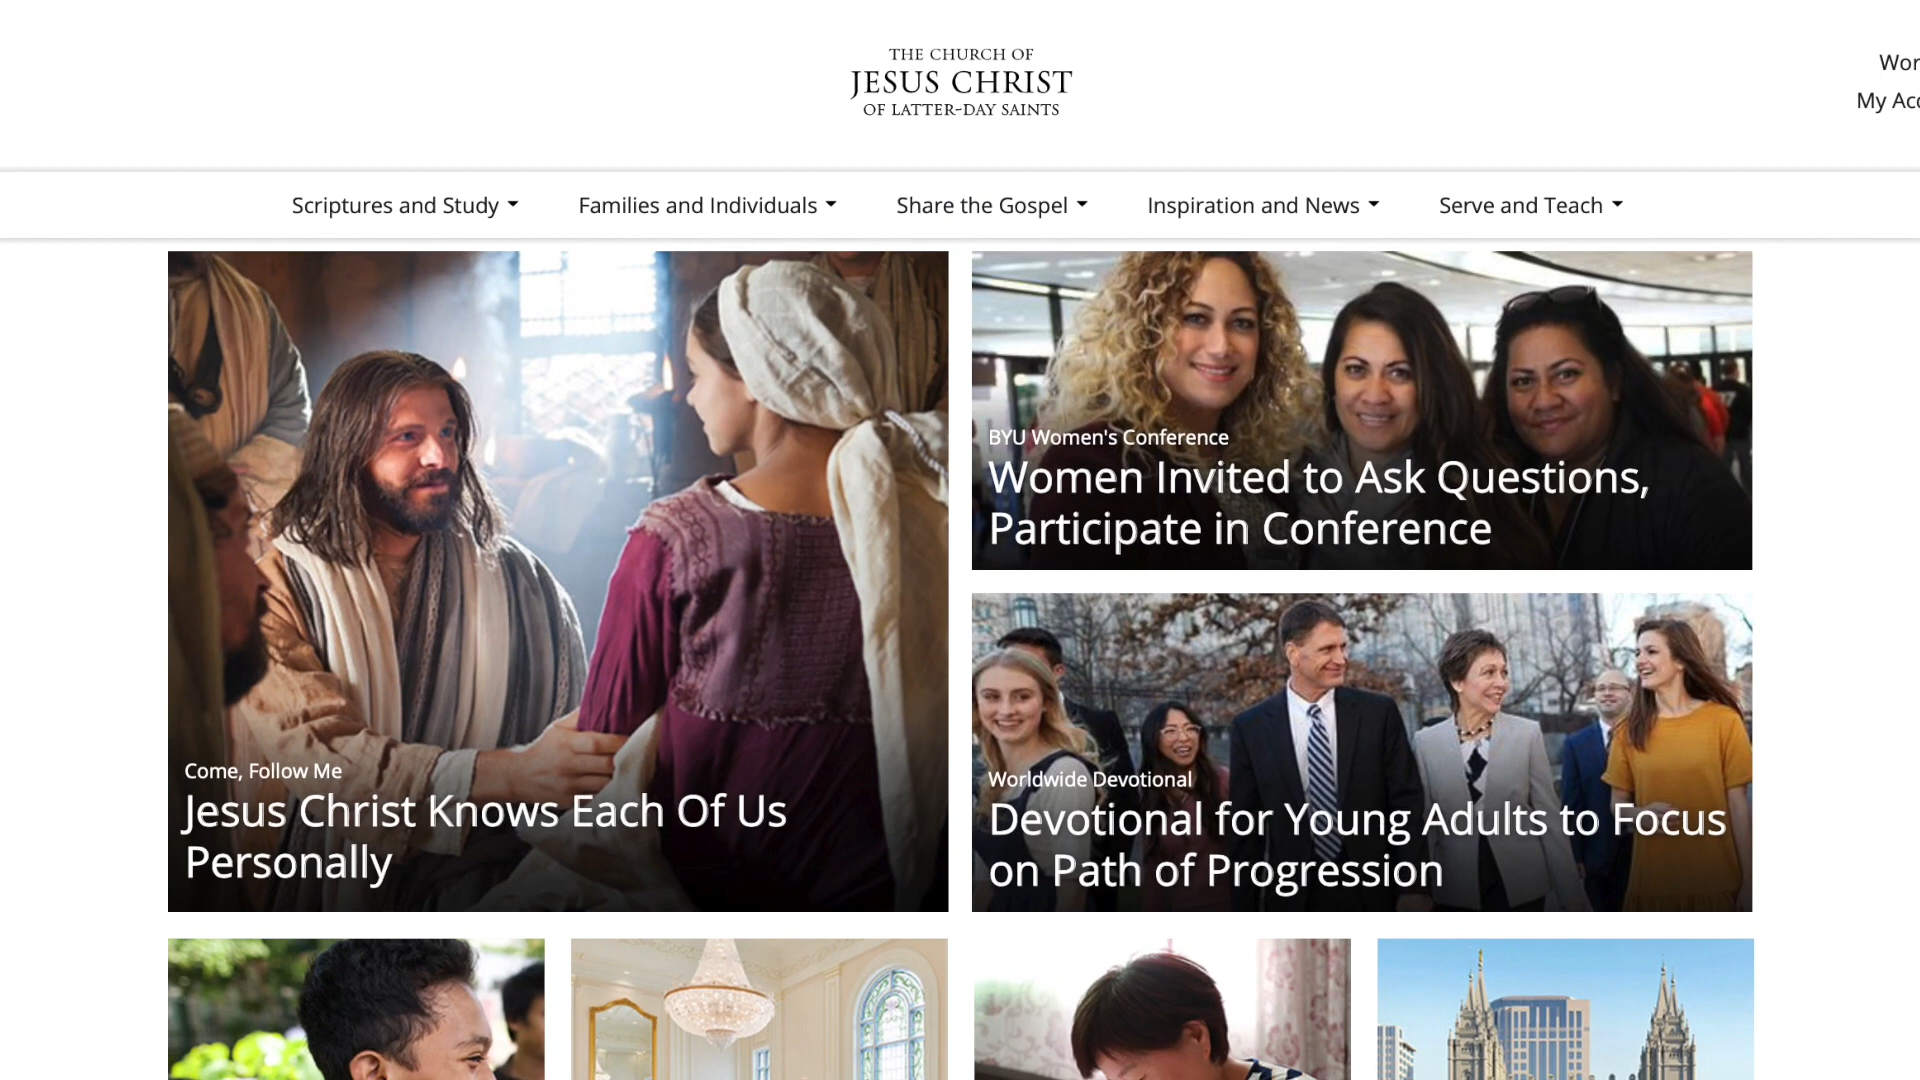 THE CHURCH OF
JESUS CHRIST
OF LATTER-DAY SAINTS
Scriptures and Study
Families and Individuals
Share the Gospel
Inspiration and News
Serve and Teach
Come, Follow Me
Jesus Christ Knows Each Of Us
Personally
BYU Women's Conference
Women Invited to Ask Questions,
Participate in Conference
Worldwide Devotional
Devotional for Young Adults to Focus
on Path of Progression